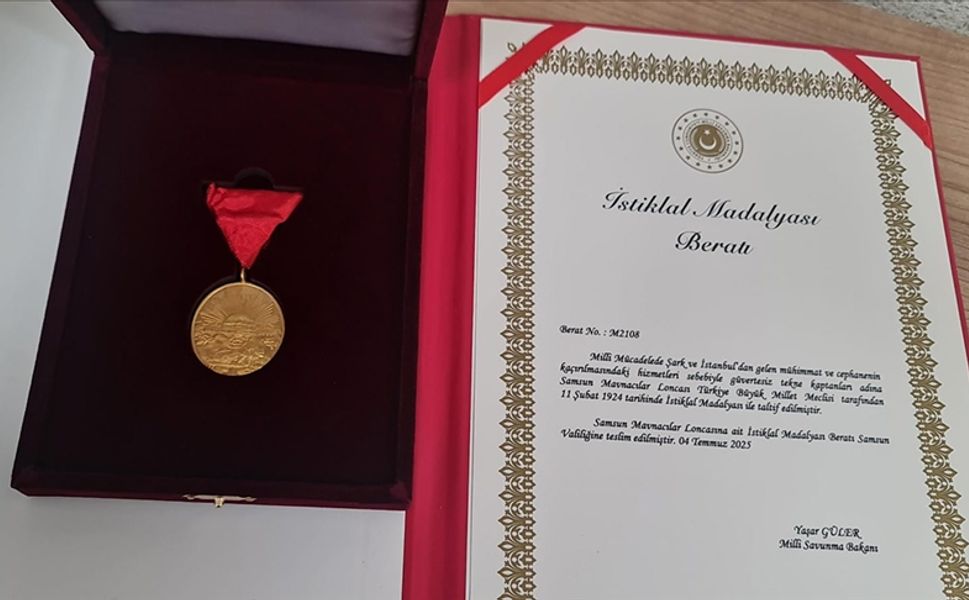 İstiklal Madalyası
Beratı
Berat No. : M2108
Milli Mücadelede Şark ve İstanbul'dan gelen mühimmat ve cephanenin
kaçırılmasındaki hizmetleri sebebiyle güvertesiz tekne kaptanları adına
Samsun Mavnacılar Loncası Türkiye Büyük Millet Meclisi tarafından
11 Şubat 1924 tarihinde İstiklal Madalyası ile taltif edilmiştir.
Samsun Mavnacılar Loncasına ait İstiklal Madalyası Beratı Samsun
Valiliğine teslim edilmiştir. 04 Temmuz 2025
Yaşar GÜLER
Milli Savunma Bakanı